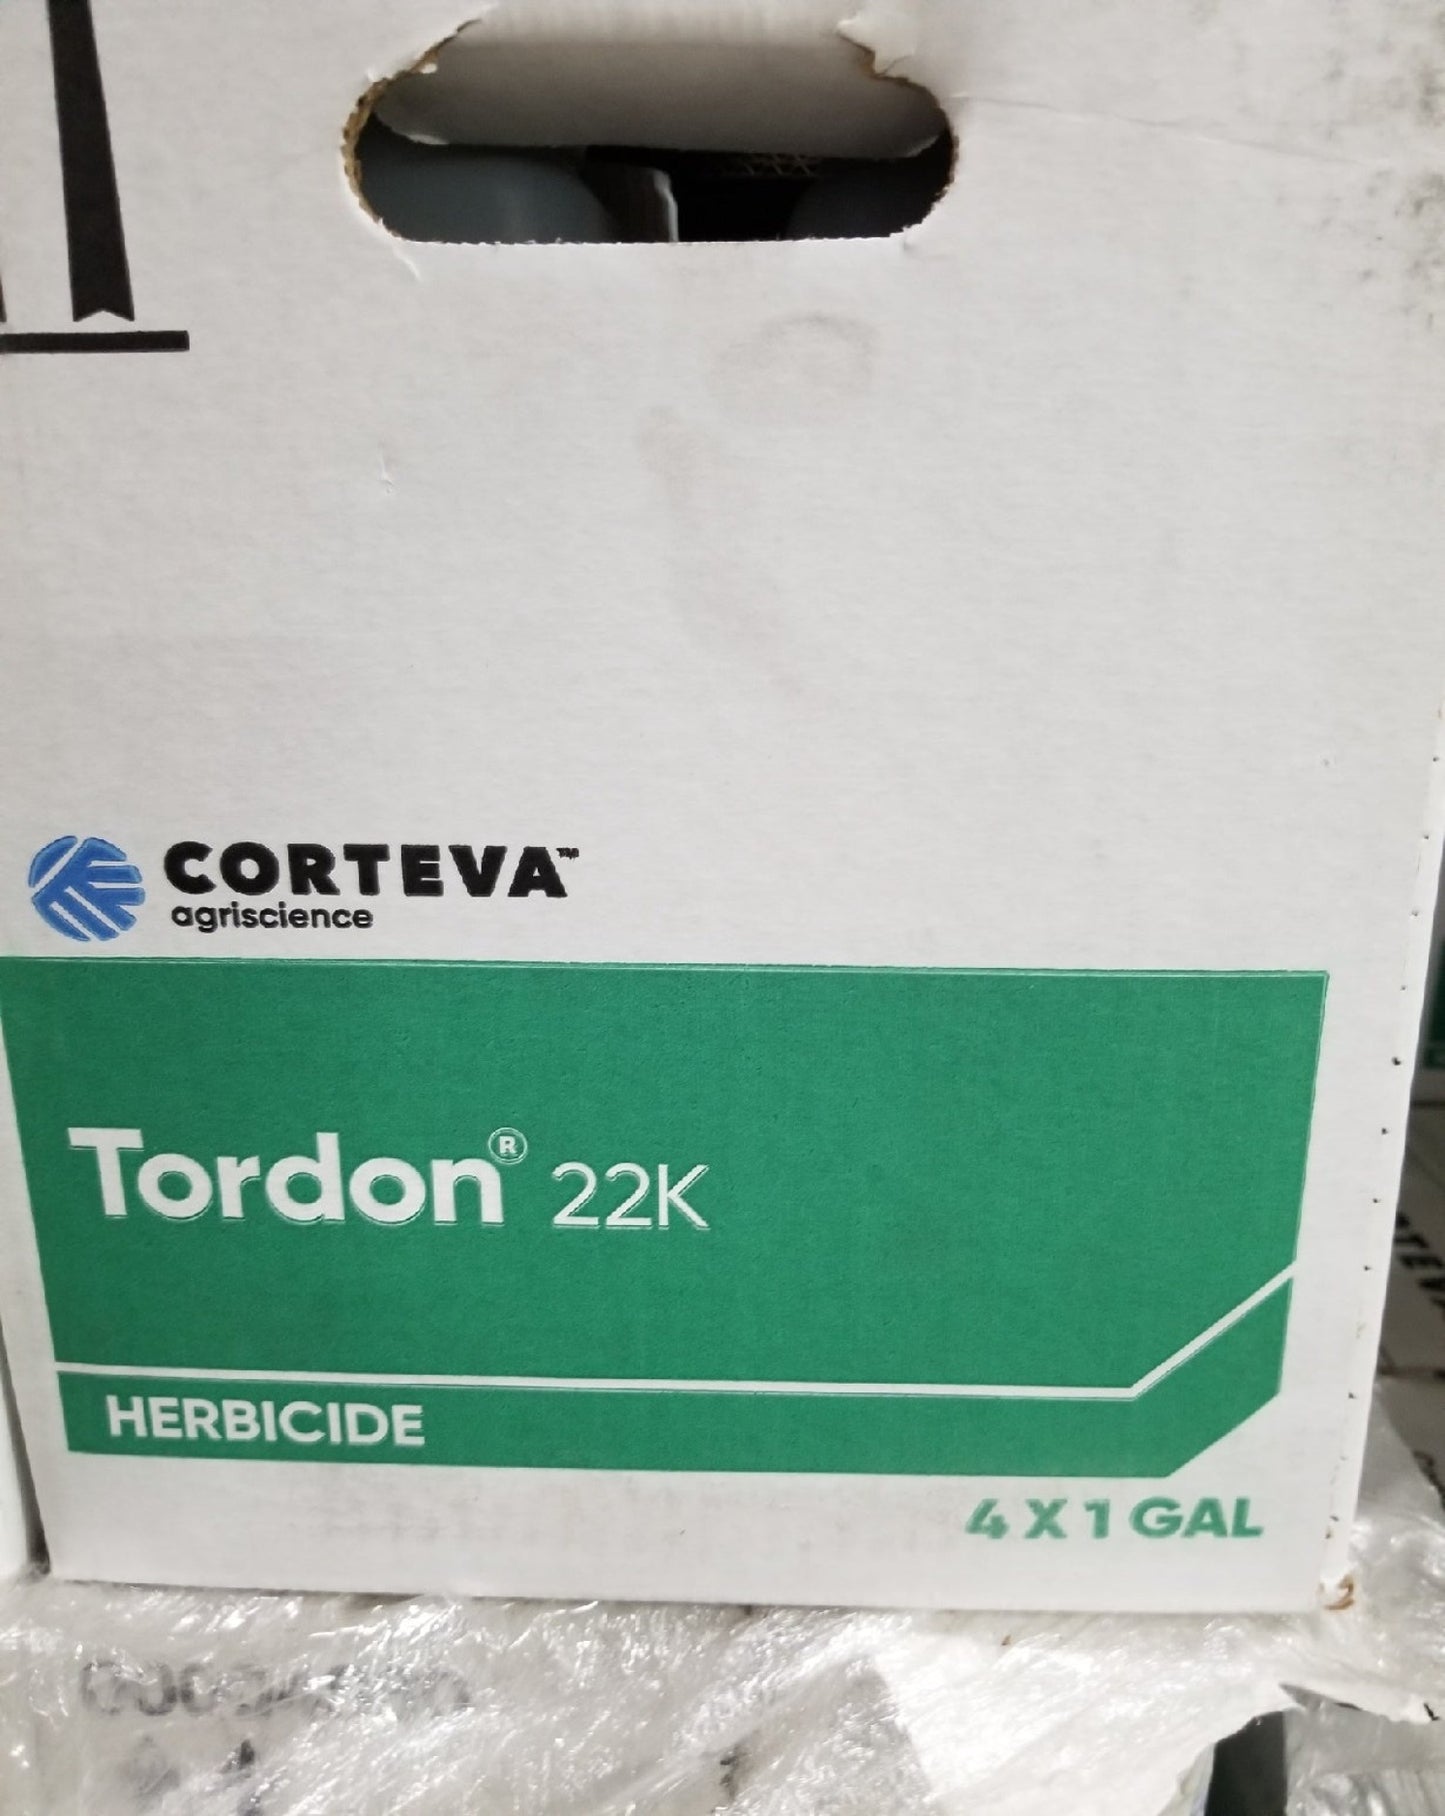 CORTEVA™
agriscience
Tordon® 22K
HERBICIDE
4 X 1 GAL